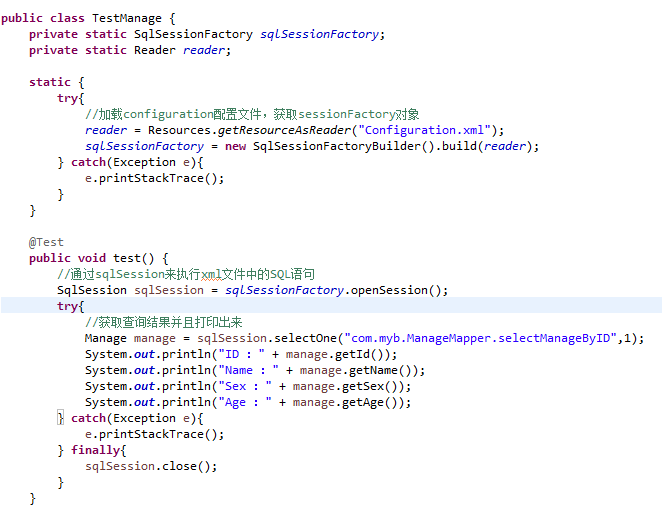 public class TestManage {
    private static SqlSessionFactory sqlSessionFactory;
    private static Reader reader;
    static {
        try{
            //加载configuration配置文件，获取sessionFactory对象
            reader = Resources.getResourceAsReader("Configuration.xml");
            sqlSessionFactory = new SqlSessionFactoryBuilder().build(reader);
        } catch(Exception e){
            e.printStackTrace();
        }
    }
    @Test
    public void test() {
        //通过sqlSession来执行xml文件中的SQL语句
        SqlSession sqlSession = sqlSessionFactory.openSession();
        try{
            //获取查询结果并且打印出来
            Manage manage = sqlSession.selectOne("com.myb.ManageMapper.selectManageByID",1);
            System.out.println("ID : " + manage.getId());
            System.out.println("Name : " + manage.getName());
            System.out.println("Sex : " + manage.getSex());
            System.out.println("Age : " + manage.getAge());
        } catch(Exception e){
            e.printStackTrace();
        } finally{
            sqlSession.close();
        }
    }